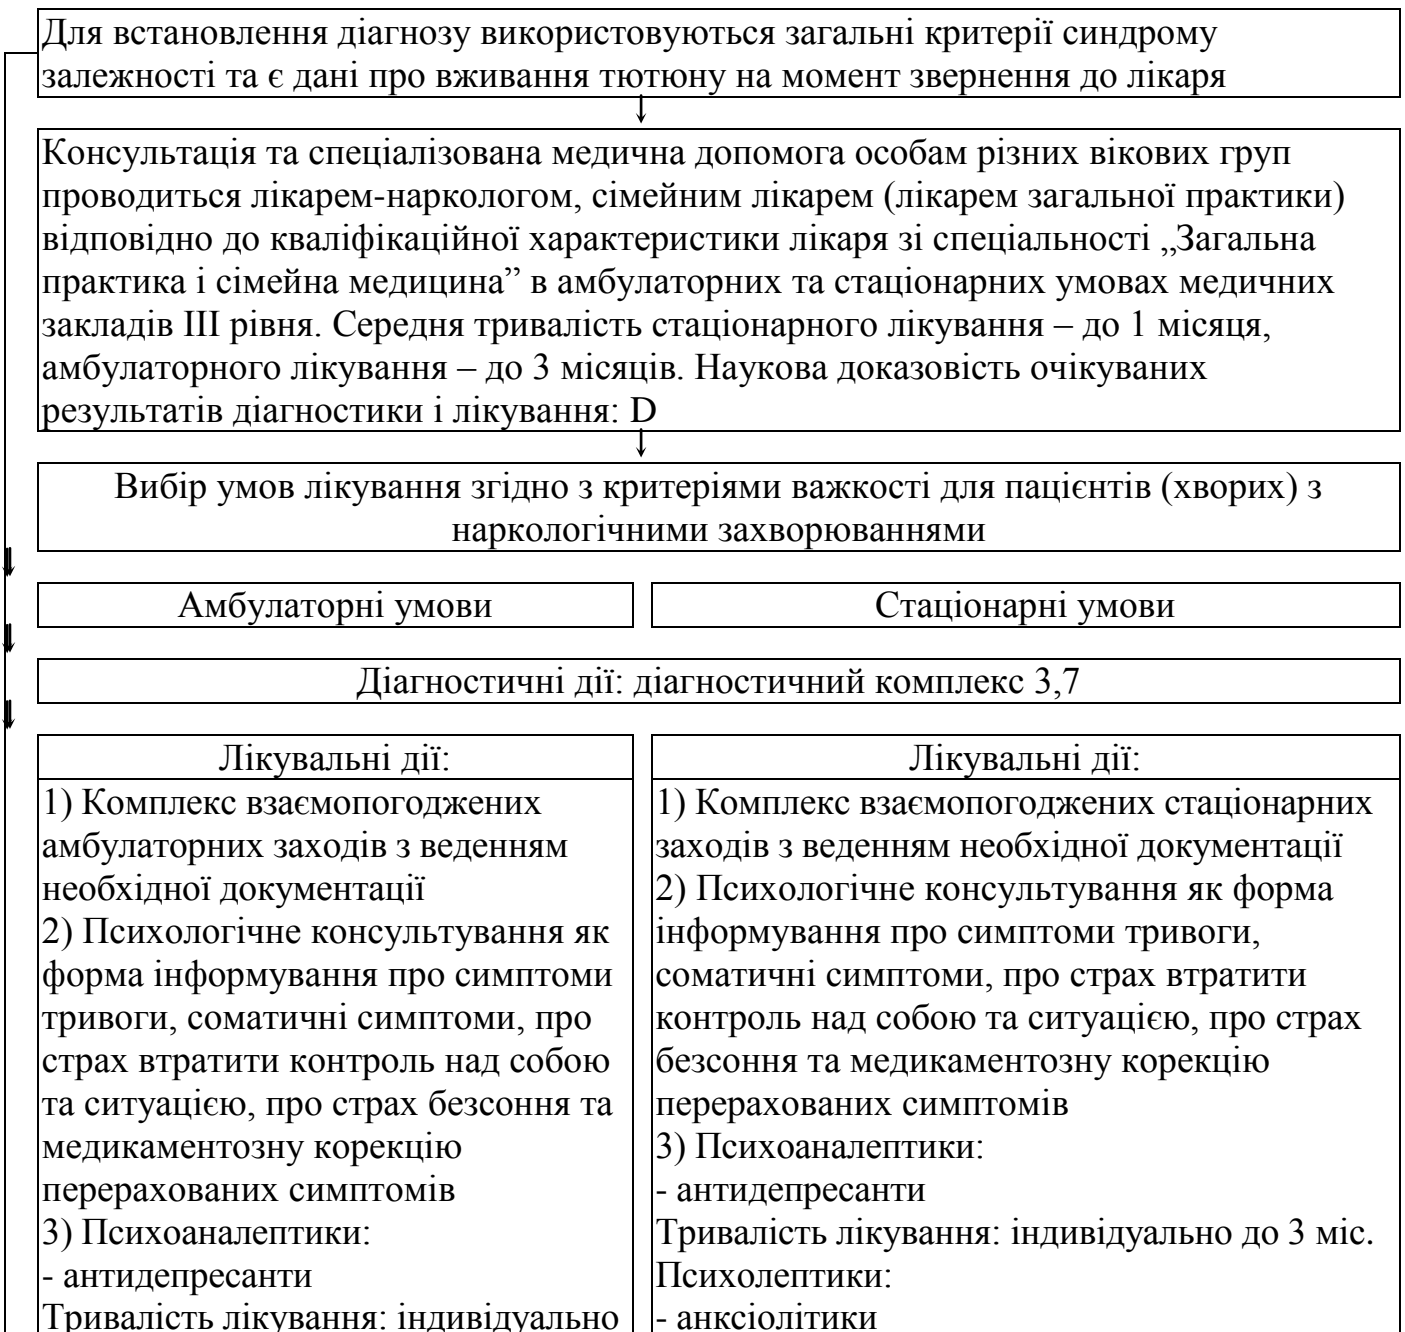 Для встановлення діагнозу використовуються загальні критерії синдрому
залежності та є дані про вживання тютюну на момент звернення до лікаря
Консультація та спеціалізована медична допомога особам різних вікових груп
проводиться лікарем-наркологом, сімейним лікарем (лікарем загальної практики)
відповідно до кваліфікаційної характеристики лікаря зі спеціальності „Загальна
практика і сімейна медицина” в амбулаторних та стаціонарних умовах медичних
закладів III рівня. Середня тривалість стаціонарного лікування – до 1 місяця,
амбулаторного лікування – до 3 місяців. Наукова доказовість очікуваних
результатів діагностики і лікування: D
Вибір умов лікування згідно з критеріями важкості для пацієнтів (хворих) з
наркологічними захворюваннями
Амбулаторні умови
Стаціонарні умови
Діагностичні дії: діагностичний комплекс 3,7
Лікувальні дії:
1) Комплекс взаємопогоджених
амбулаторних заходів з веденням
необхідної документації
2) Психологічне консультування як
форма інформування про симптоми
тривоги, соматичні симптоми, про
страх втратити контроль над собою
та ситуацією, про страх безсоння та
медикаментозну корекцію
перерахованих симптомів
3) Психоаналептики:
- антидепресанти
Тривалість лікування: індивідуально
Лікувальні дії:
1) Комплекс взаємопогоджених стаціонарних
заходів з веденням необхідної документації
2) Психологічне консультування як форма
інформування про симптоми тривоги,
соматичні симптоми, про страх втратити
контроль над собою та ситуацією, про страх
безсоння та медикаментозну корекцію
перерахованих симптомів
3) Психоаналептики:
- антидепресанти
Тривалість лікування: індивідуально до 3 міс.
Психолептики:
- анксіолітики